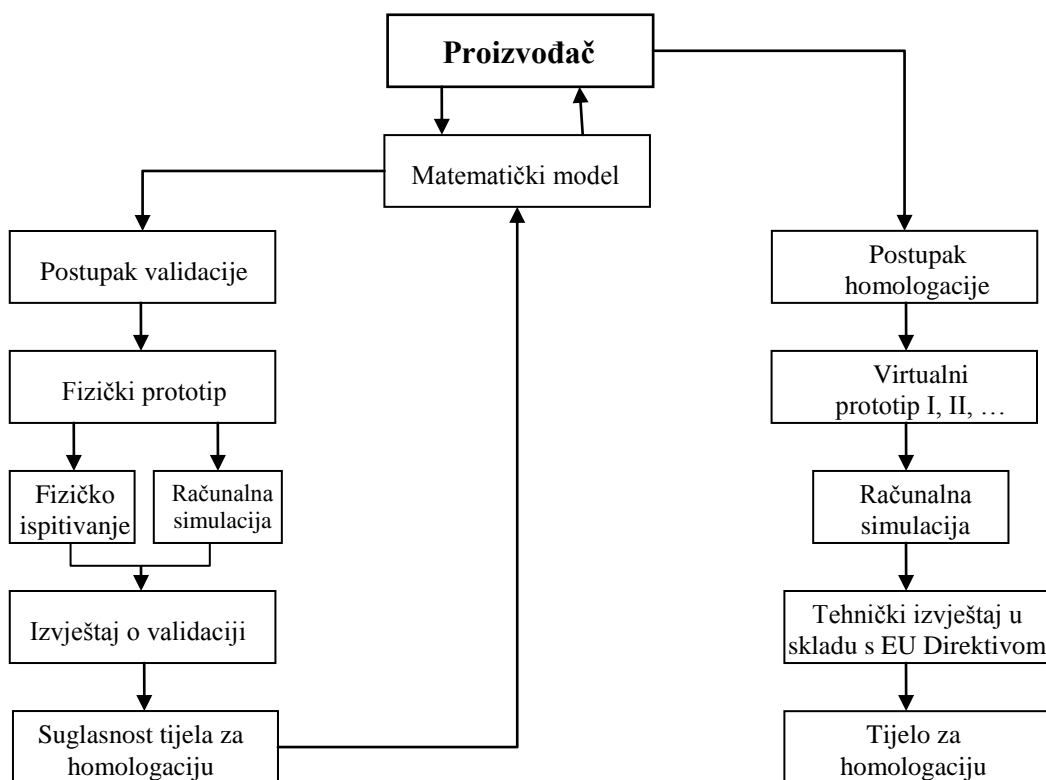 Proizvođač
Matematički model
Postupak validacije
Fizički prototip
Fizičko
ispitivanje
Računalna
simulacija
Izvještaj o validaciji
Suglasnost tijela za
homologaciju
Postupak
homologacije
Virtualni
prototip I, II, …
Računalna
simulacija
Tehnički izvještaj u
skladu s EU Direktivom
Tijelo za
homologaciju